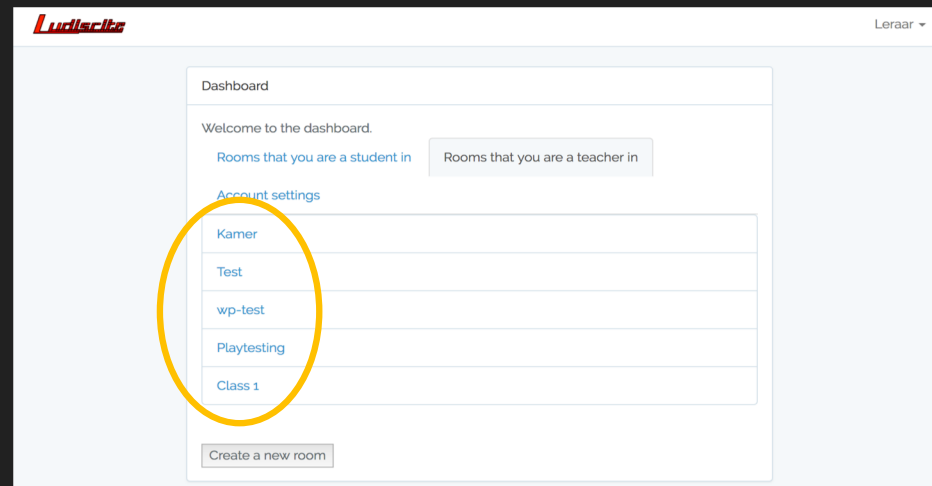 Ludiscite
Leraar
Dashboard
Welcome to the dashboard.
Rooms that you are a student in
Rooms that you are a teacher in
Account settings
Kamer
Test
wp-test
Playtesting
Class 1
Create a new room